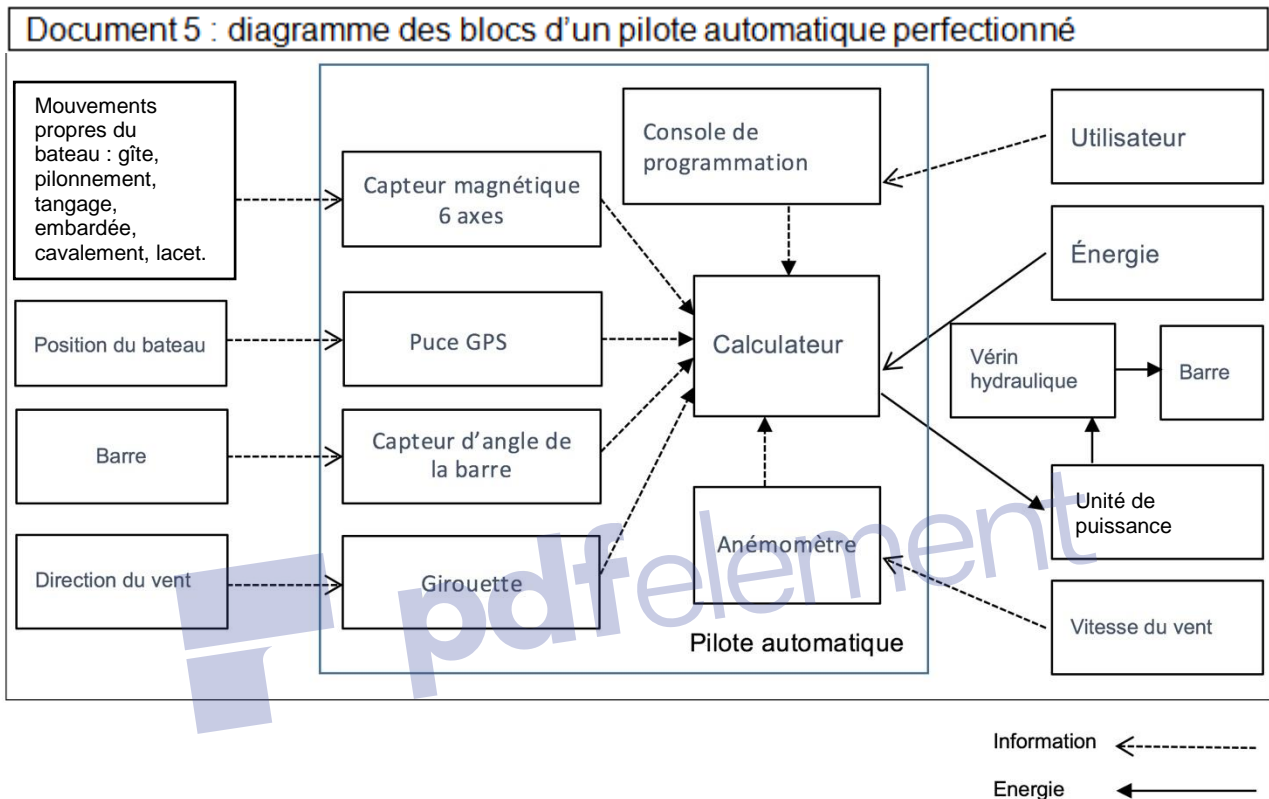 Document 5 : diagramme des blocs d'un pilote automatique perfectionné
Mouvements
propres du
bateau : gîte,
pilonnement,
tangage,
embardée,
cavalement, lacet.
Capteur magnétique
6 axes
Console de
programmation
Utilisateur
Énergie
Position du bateau
Puce GPS
Calculateur
Vérin
hydraulique
Barre
Barre
Capteur d'angle de
la barre
Unité de
puissance
Direction du vent
Girouette
Anémomètre
Vitesse du vent
Pilote automatique
pdfelement
Information
Energie